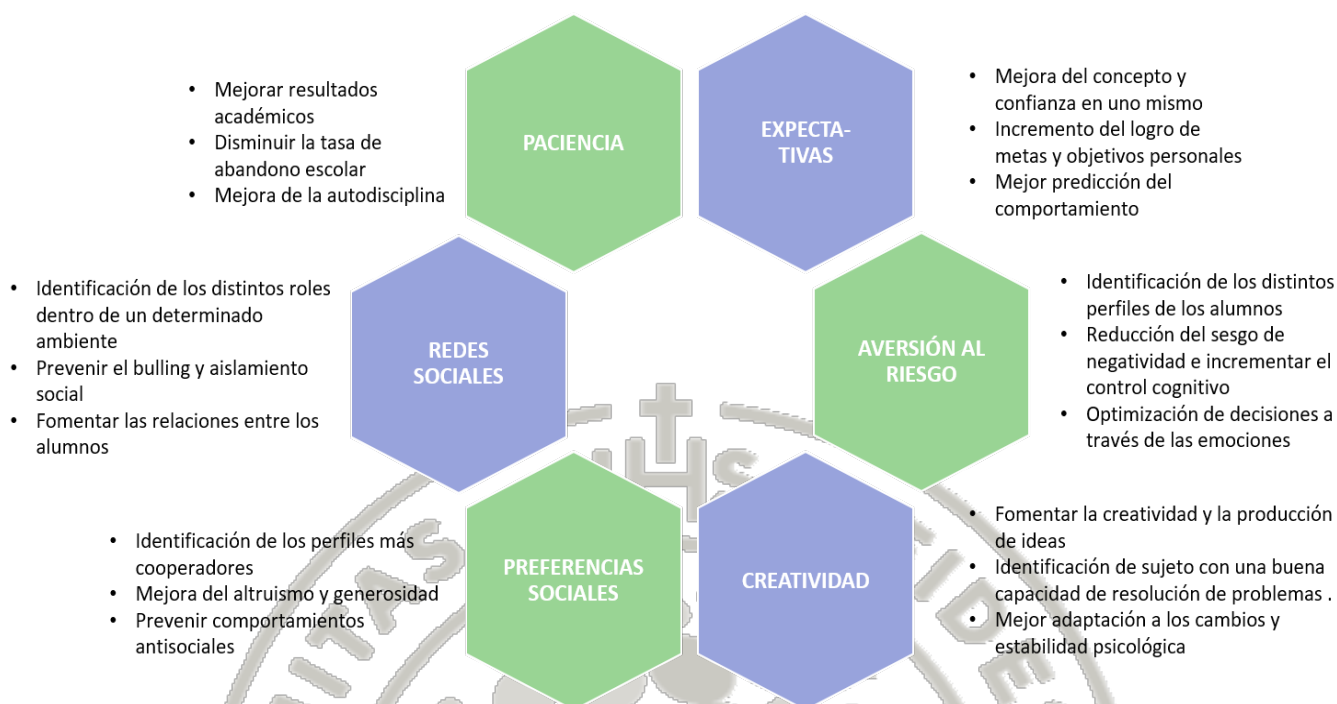 • Mejorar resultados
académicos
• Disminuir la tasa de
abandono escolar
• Mejora de la autodisciplina
PACIENCIA
EXPECTA-
TIVAS
• Mejora del concepto y
confianza en uno mismo
• Incremento del logro de
metas y objetivos personales
• Mejor predicción del
comportamiento
• Identificación de los distintos roles
dentro de un determinado
ambiente
• Prevenir el bulling y aislamiento
social
• Fomentar las relaciones entre los
alumnos
REDES
SOCIALES
AVERSIÓN AL
RIESGO
• Identificación de los distintos
perfiles de los alumnos
• Reducción del sesgo de
negatividad e incrementar el
control cognitivo
• Optimización de decisiones a
través de las emociones
• Identificación de los perfiles más
cooperadores
• Mejora del altruismo y generosidad
• Prevenir comportamientos
antisociales
PREFERENCIAS
SOCIALES
CREATIVIDAD
• Fomentar la creatividad y la producción
de ideas
• Identificación de sujeto con una buena
capacidad de resolución de problemas .
• Mejor adaptación a los cambios y
estabilidad psicológica